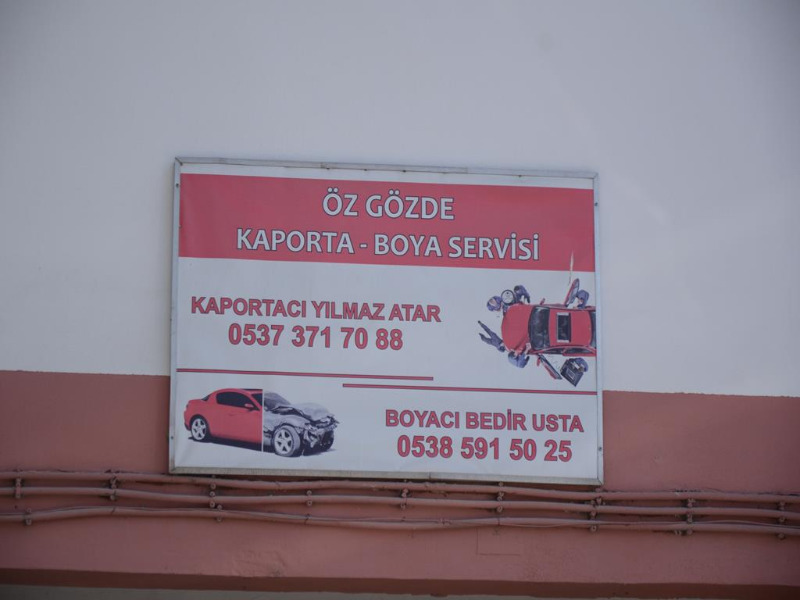 ÖZ GÖZDE
KAPORTA - BOYA SERVİSİ
KAPORTACI YILMAZ ATAR
0537 371 70 88
BOYACI BEDİR USTA
0538 591 50 25